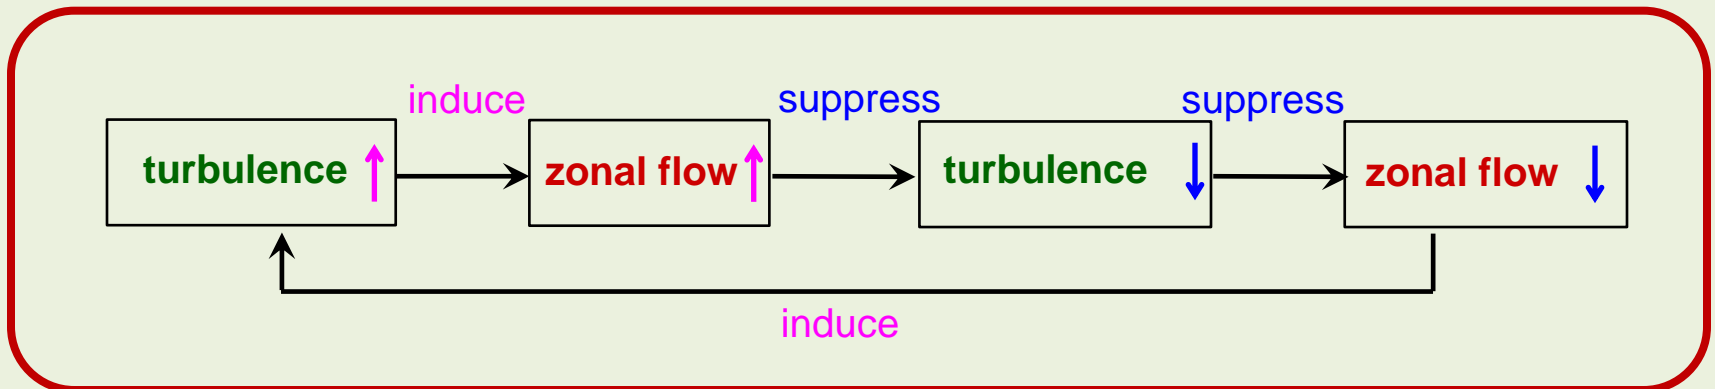 induce
suppress
suppress
turbulence
zonal flow
turbulence
zonal flow
induce